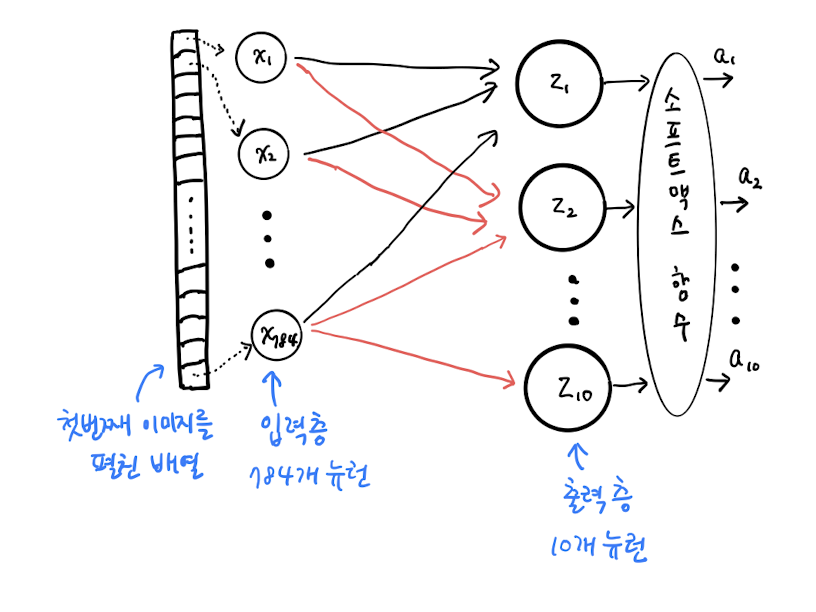 x₁
x₂
x₇₈₄
z₁
z₂
z₁₀
소프트맥스 함수
a₁
a₂
a₁₀
첫번째 이미지를
펼친 배열
입력층
784개 뉴런
출력층
10개 뉴런